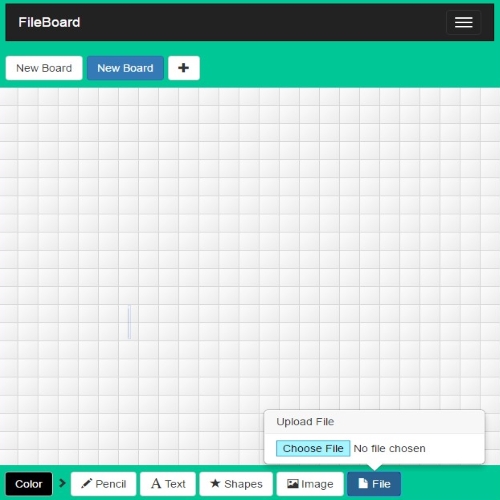 FileBoard
New Board New Board
Upload File
Choose File No file chosen
Color Pencil Text Shapes Image File